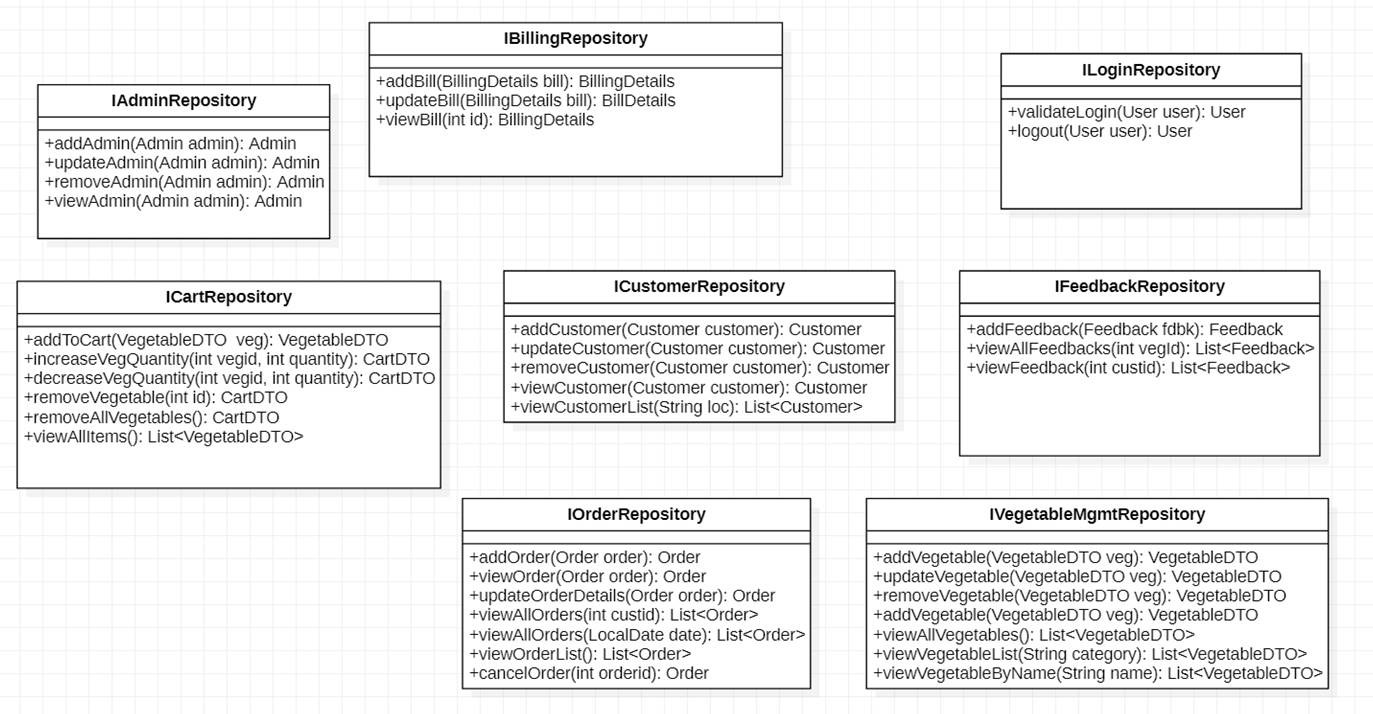 IBillingRepository
+addBill(BillingDetails bill): BillingDetails
+updateBill(BillingDetails bill): BillDetails
+viewBill(int id): BillingDetails
ILoginRepository
+validateLogin(User user): User
+logout(User user): User
IAdminRepository
+addAdmin(Admin admin): Admin
+updateAdmin(Admin admin): Admin
+removeAdmin(Admin admin): Admin
+viewAdmin(Admin admin): Admin
ICartRepository
+addToCart(VegetableDTO  veg): VegetableDTO
+increaseVegQuantity(int vegid, int quantity): CartDTO
+decreaseVegQuantity(int vegid, int quantity): CartDTO
+removeVegetable(int id): CartDTO
+removeAllVegetables(): CartDTO
+viewAllItems(): List<VegetableDTO>
ICustomerRepository
+addCustomer(Customer customer): Customer
+updateCustomer(Customer customer): Customer
+removeCustomer(Customer customer): Customer
+viewCustomer(Customer customer): Customer
+viewCustomerList(String loc): List<Customer>
IFeedbackRepository
+addFeedback(Feedback fdbk): Feedback
+viewAllFeedbacks(int vegId): List<Feedback>
+viewFeedback(int custid): List<Feedback>
IOrderRepository
+addOrder(Order order): Order
+viewOrder(Order order): Order
+updateOrderDetails(Order order): Order
+viewAllOrders(int custid): List<Order>
+viewAllOrders(LocalDate date): List<Order>
+viewOrderList(): List<Order>
+cancelOrder(int orderid): Order
IVegetableMgmtRepository
+addVegetable(VegetableDTO veg): VegetableDTO
+updateVegetable(VegetableDTO veg): VegetableDTO
+removeVegetable(VegetableDTO veg): VegetableDTO
+addVegetable(VegetableDTO veg): VegetableDTO
+viewAllVegetables(): List<VegetableDTO>
+viewVegetableList(String category): List<VegetableDTO>
+viewVegetableByName(String name): List<VegetableDTO>